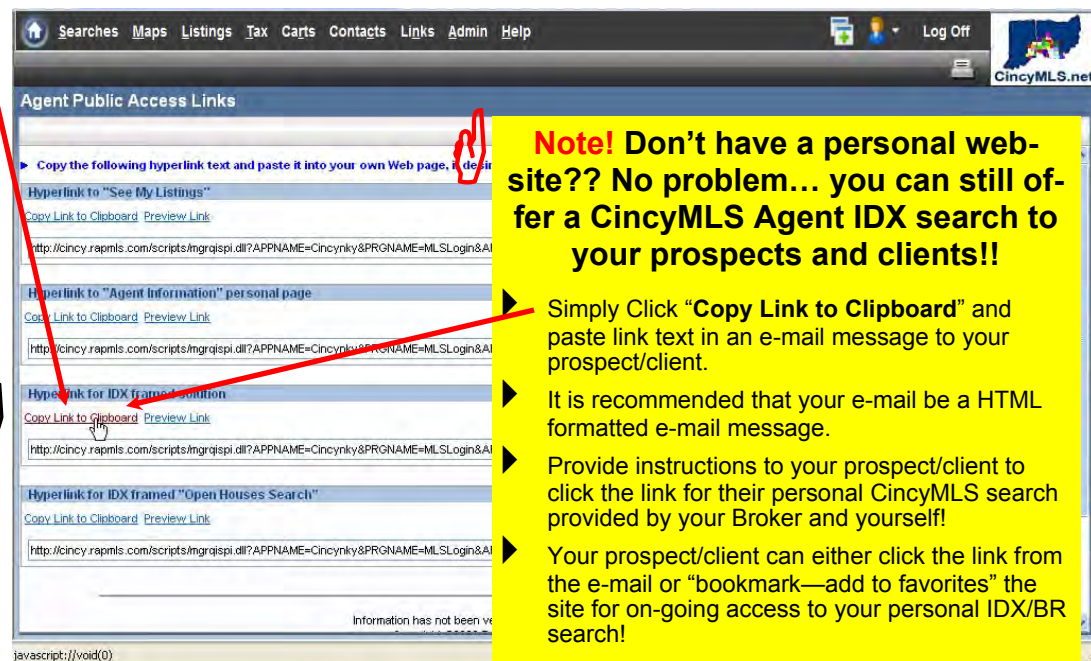 Searches Maps Listings Tax Carts Contacts Links Admin Help
Log Off
CincyMLS.net
Agent Public Access Links
Copy the following hyperlink text and paste it into your own Web page,
Hyperlink to "See My Listings"
Copy Link to Clipboard Preview Link
http://cincy.rapmls.com/scripts/mgrqispi.dll?APPNAME=Cincynky&PRGNAME=MLSLogin&A
Hyperlink to "Agent Information" personal page
Copy Link to Clipboard Preview Link
http://cincy.rapmls.com/scripts/mgrqispi.dll?APPNAME=Cincynky&PRGNAME=MLSLogin&A
Hyperlink for IDX framed solution
Copy Link to Clipboard Preview Link
http://cincy.rapmls.com/scripts/mgrqispi.dll?APPNAME=Cincynky&PRGNAME=MLSLogin&A
Hyperlink for IDX framed "Open Houses Search"
Copy Link to Clipboard Preview Link
http://cincy.rapmls.com/scripts/mgrqispi.dll?APPNAME=Cincynky&PRGNAME=MLSLogin&A
Information has not been
javascript://void(0)
Note! Don’t have a personal web-
site?? No problem… you can still of-
fer a CincyMLS Agent IDX search to
your prospects and clients!!
Simply Click “Copy Link to Clipboard” and
paste link text in an e-mail message to your
prospect/client.
It is recommended that your e-mail be a HTML
formatted e-mail message.
Provide instructions to your prospect/client to
click the link for their personal CincyMLS search
provided by your Broker and yourself!
Your prospect/client can either click the link from
the e-mail or “bookmark—add to favorites” the
site for on-going access to your personal IDX/BR
search!